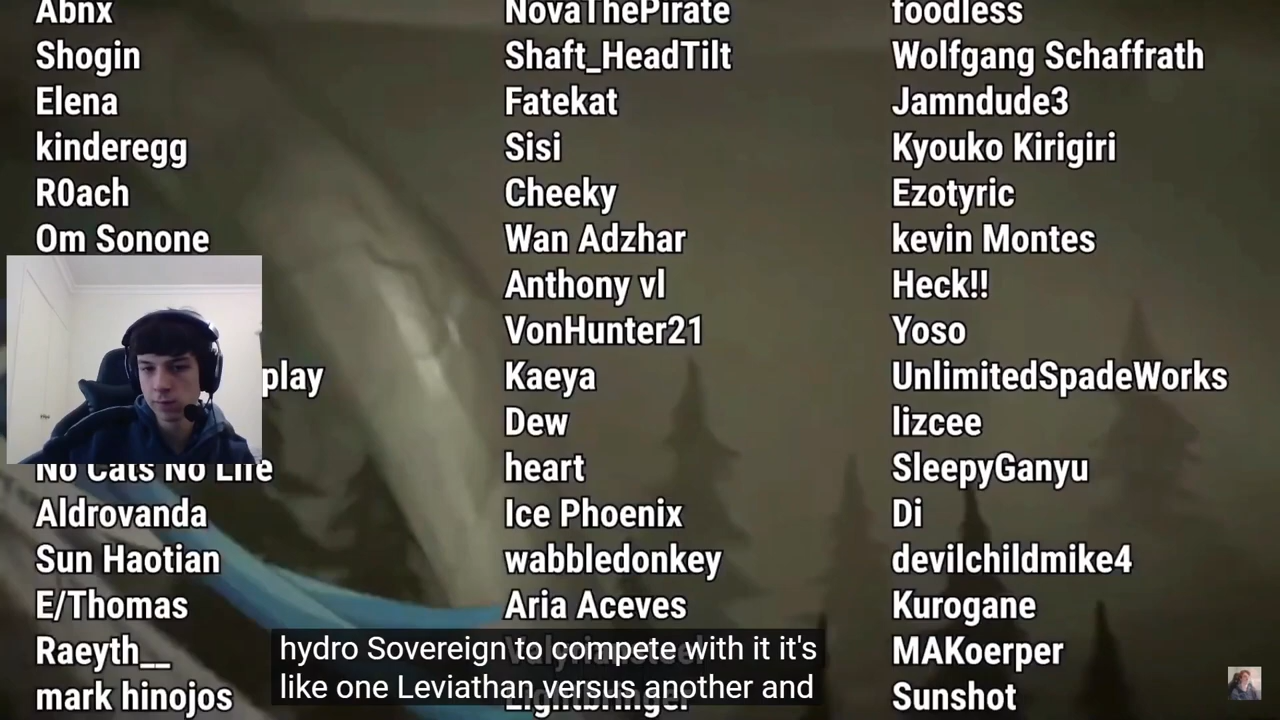 Abnx
Shogin
Elena
kinderegg
R0ach
Om Sonone
play
No Cats No Life
Aldrovanda
Sun Haotian
E/Thomas
Raeyth__
mark hinojos
NovaThePirate
Shaft_HeadTilt
Fatekat
Sisi
Cheeky
Wan Adzhar
Anthony vl
VonHunter21
Kaeya
Dew
heart
Ice Phoenix
wabbledonkey
Aria Aceves
Valyriansteel
Lightbringer
foodless
Wolfgang Schaffrath
Jamndude3
Kyouko Kirigiri
Ezotyric
kevin Montes
Heck!!
Yoso
UnlimitedSpadeWorks
lizcee
SleepyGanyu
Di
devilchildmike4
Kurogane
MAKoerper
Sunshot
hydro Sovereign to compete with it it's
like one Leviathan versus another and